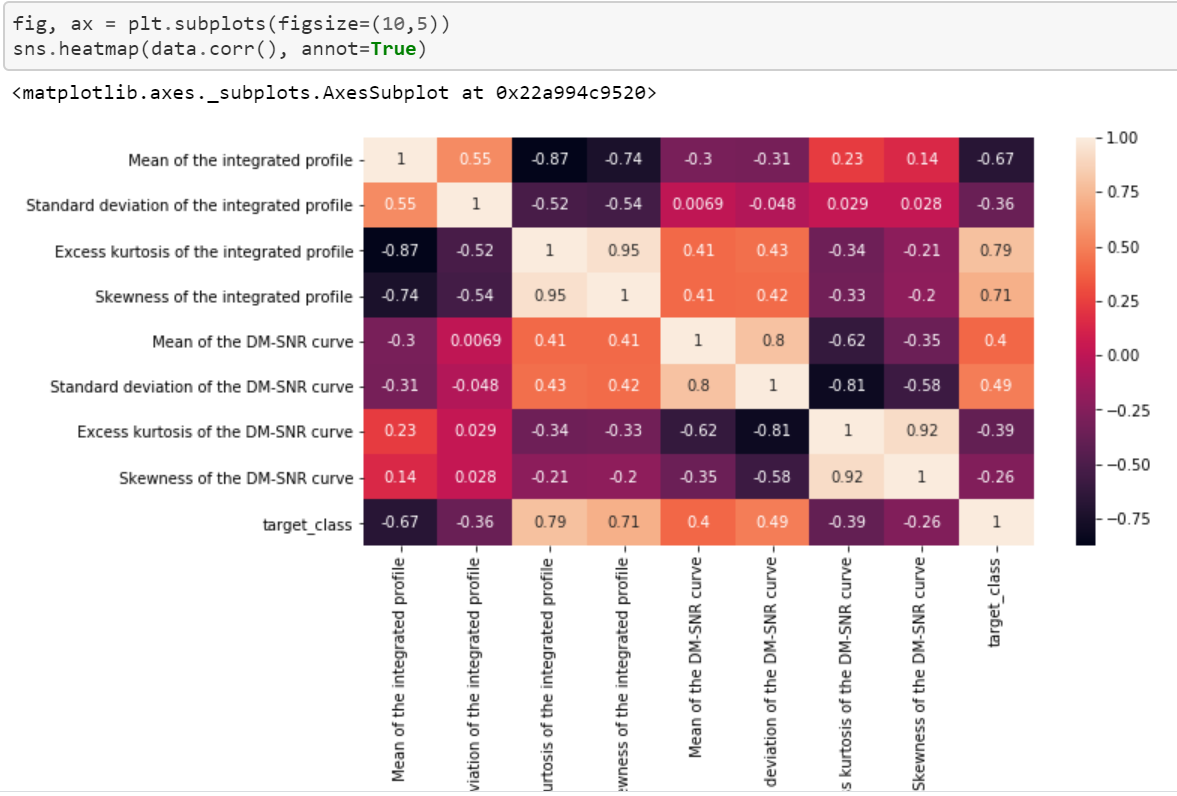 fig, ax = plt.subplots(figsize=(10,5))
sns.heatmap(data.corr(), annot=True)
<matplotlib.axes._subplots.AxesSubplot at 0x22a994c9520>
Mean of the integrated profile 1 0.55 -0.87 -0.74 -0.3 -0.31 0.23 0.14 -0.67
Standard deviation of the integrated profile 0.55 1 -0.52 -0.54 0.0069 -0.048 0.029 0.028 -0.36
Excess kurtosis of the integrated profile -0.87 -0.52 1 0.95 0.41 0.43 -0.34 -0.21 0.79
Skewness of the integrated profile -0.74 -0.54 0.95 1 0.41 0.42 -0.33 -0.2 0.71
Mean of the DM-SNR curve -0.3 0.0069 0.41 0.41 1 0.8 -0.62 -0.35 0.4
Standard deviation of the DM-SNR curve -0.31 -0.048 0.43 0.42 0.8 1 -0.81 -0.58 0.49
Excess kurtosis of the DM-SNR curve 0.23 0.029 -0.34 -0.33 -0.62 -0.81 1 0.92 -0.39
Skewness of the DM-SNR curve 0.14 0.028 -0.21 -0.2 -0.35 -0.58 0.92 1 -0.26
target_class -0.67 -0.36 0.79 0.71 0.4 0.49 -0.39 -0.26 1
Mean of the integrated profile
viation of the integrated profile
urtosis of the integrated profile
wness of the integrated profile
Mean of the DM-SNR curve
deviation of the DM-SNR curve
s kurtosis of the DM-SNR curve
Skewness of the DM-SNR curve
target_class
1.00
0.75
0.50
0.25
0.00
−0.25
−0.50
−0.75